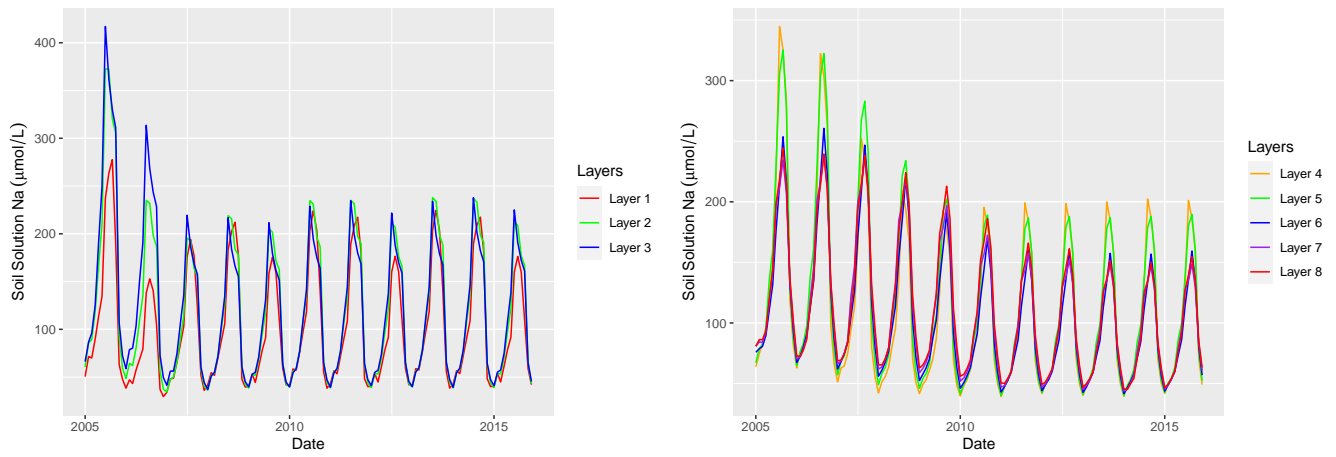 Soil Solution Na (μmol/L)
400
300
200
100
2005
2010
2015
Date
Layers
Layer 1
Layer 2
Layer 3
Soil Solution Na (μmol/L)
300
200
100
2005
2010
2015
Date
Layers
Layer 4
Layer 5
Layer 6
Layer 7
Layer 8